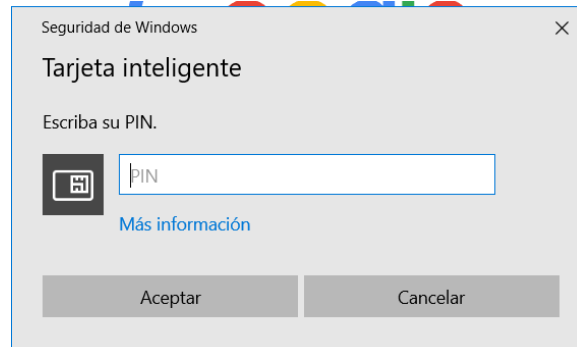 Seguridad de Windows
Tarjeta inteligente
Escriba su PIN.
PIN
Más información
Aceptar
Cancelar